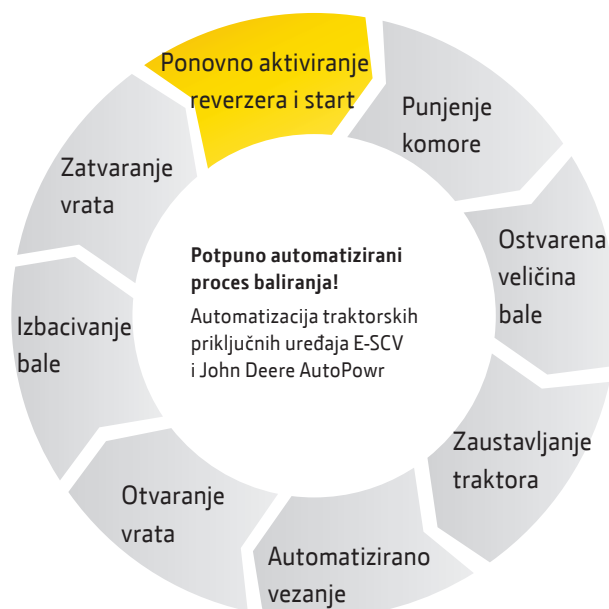 Ponovno aktiviranje
reverzera i start
Punjenje
komore
Ostvarena
veličina
bale
Zaustavljanje
traktora
Automatizirano
vezanje
Otvaranje
vrata
Izbacivanje
bale
Zatvaranje
vrata
Potpuno automatizirani
proces baliranja!
Automatizacija traktorskih
priključnih uređaja E-SCV
i John Deere AutoPowr